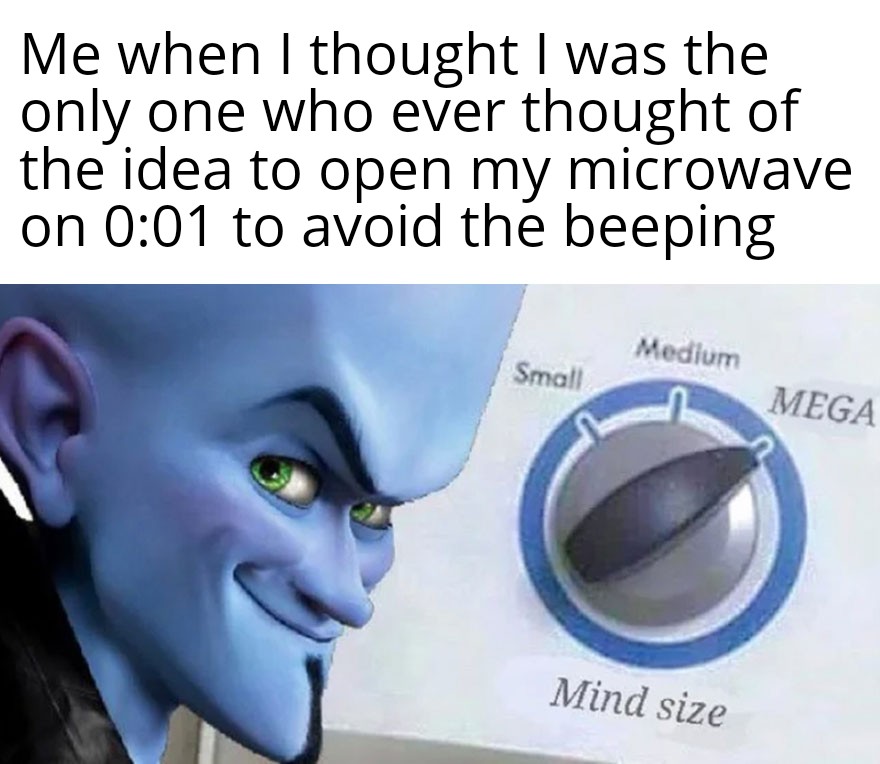 Me when I thought I was the
only one who ever thought of
the idea to open my microwave
on 0:01 to avoid the beeping
Small
Medium
MEGA
Mind size